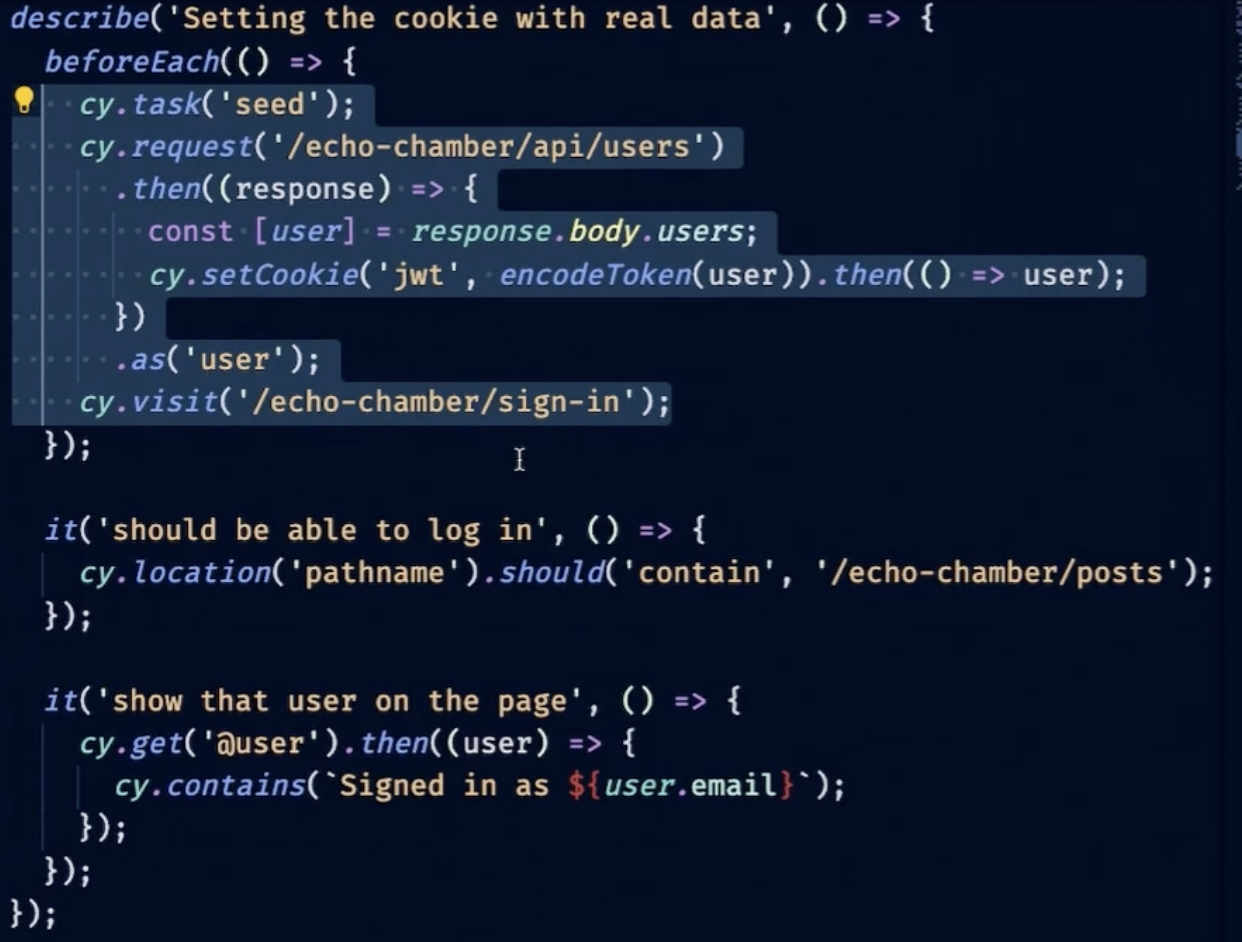 describe('Setting the cookie with real data', () => {
  beforeEach(() => {
    cy.task('seed');
    cy.request('/echo-chamber/api/users')
      .then((response) => {
        const [user] = response.body.users;
        cy.setCookie('jwt', encodeToken(user)).then(() => user);
      })
      .as('user');
    cy.visit('/echo-chamber/sign-in');
  });

  it('should be able to log in', () => {
    cy.location('pathname').should('contain', '/echo-chamber/posts');
  });

  it('show that user on the page', () => {
    cy.get('@user').then((user) => {
      cy.contains(`Signed in as ${user.email}`);
    });
  });
});